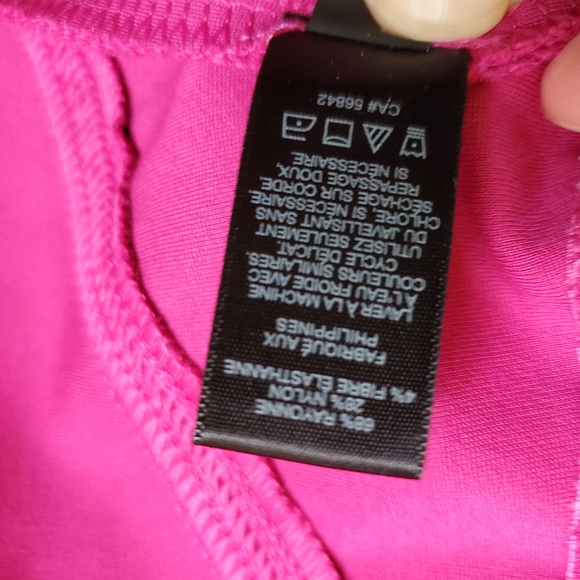 68% RAYONNE
28% NYLON
4% FIBRE ÉLASTHANNE
FABRIQUÉ AUX
PHILIPPINES
LAVER À LA MACHINE
À L'EAU FROIDE AVEC
COULEURS SIMILAIRES.
CYCLE DÉLICAT.
UTILISEZ SEULEMENT
DU JAVELLISANT SANS
CHLORE, SI NÉCESSAIRE.
SÉCHAGE SUR CORDE.
REPASSAGE DOUX,
SI NÉCESSAIRE.
CA# 56842